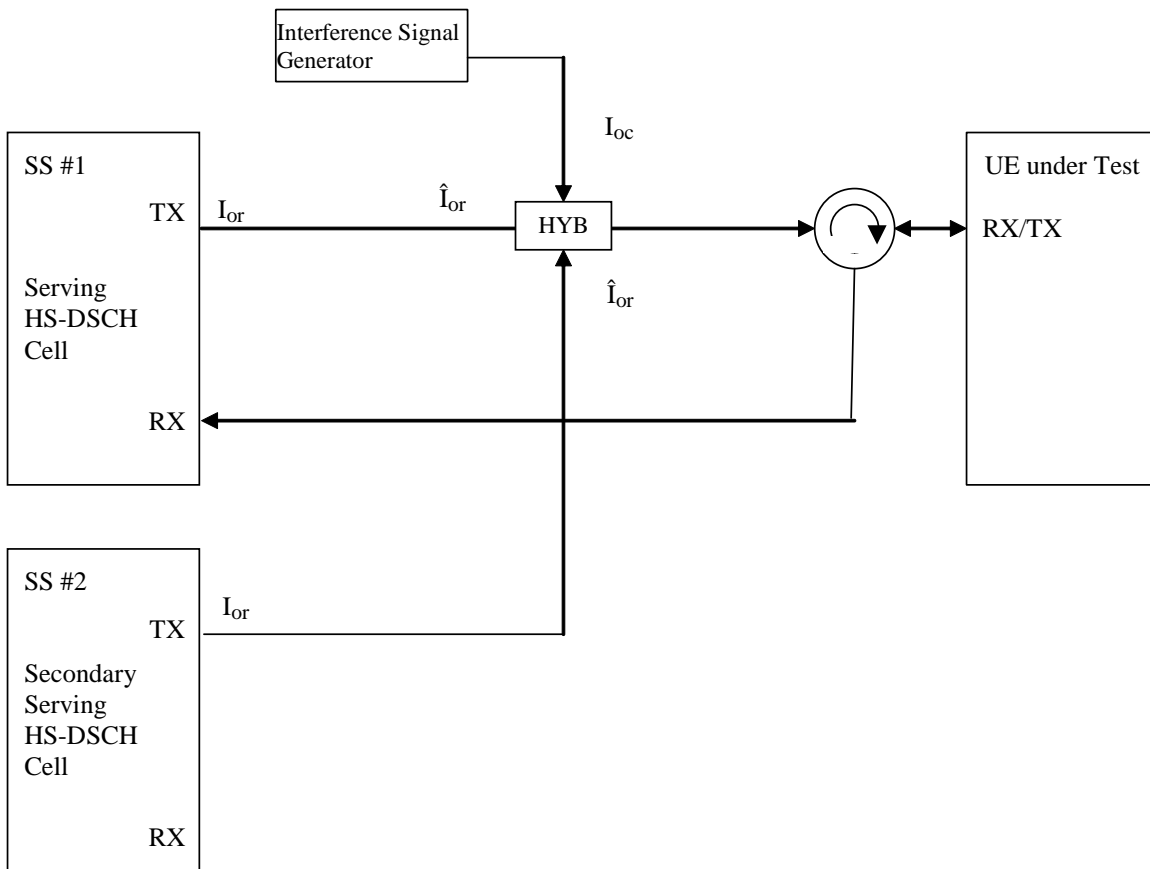 Interference Signal
Generator
I_oc
SS #1
TX
I_or
Î_or
HYB
UE under Test
RX/TX
Serving
HS-DSCH
Cell
Î_or
RX
SS #2
I_or
TX
Secondary
Serving
HS-DSCH
Cell
RX